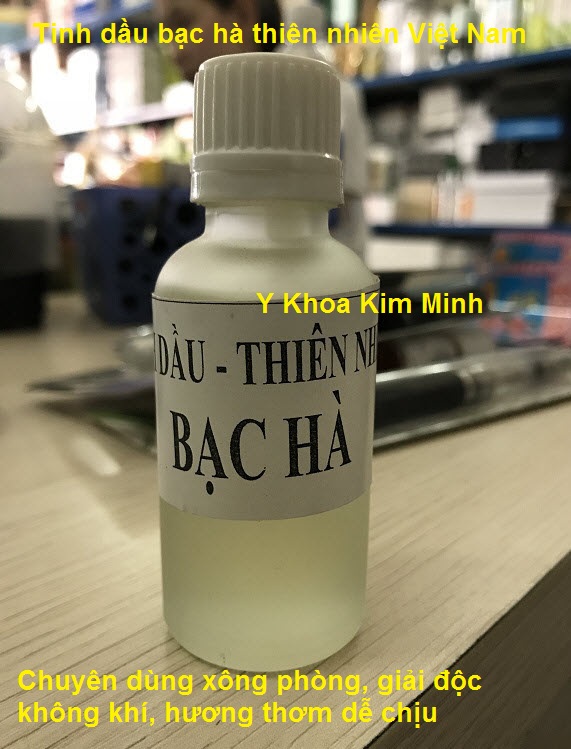 Tinh dầu bạc hà thiên nhiên Việt Nam
Y Khoa Kim Minh
DẦU - THIÊN NH
BẠC HÀ
Chuyên dùng xông phòng, giải độc
không khí, hương thơm dễ chịu